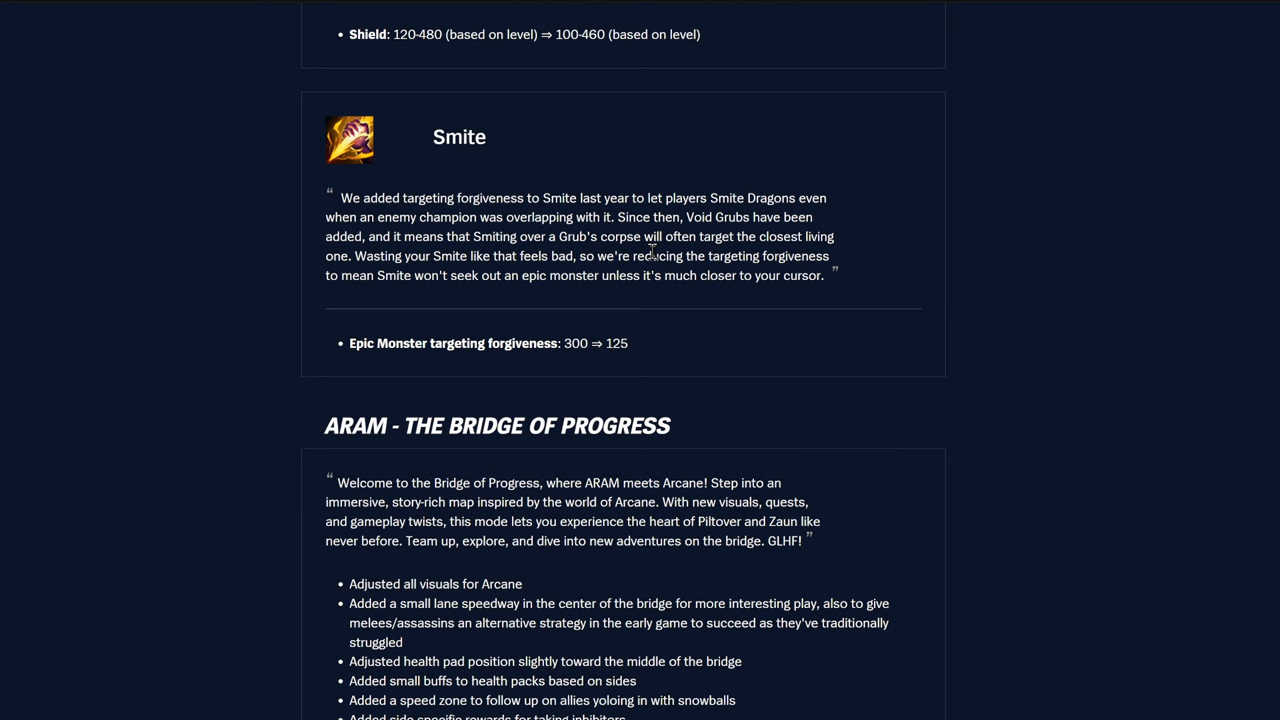 • Shield: 120-480 (based on level) ⇒ 100-460 (based on level)
Smite
“ We added targeting forgiveness to Smite last year to let players Smite Dragons even
when an enemy champion was overlapping with it. Since then, Void Grubs have been
added, and it means that Smiting over a Grub's corpse will often target the closest living
one. Wasting your Smite like that feels bad, so we're reducing the targeting forgiveness
to mean Smite won't seek out an epic monster unless it's much closer to your cursor. ”
• Epic Monster targeting forgiveness: 300 ⇒ 125
ARAM - THE BRIDGE OF PROGRESS
“ Welcome to the Bridge of Progress, where ARAM meets Arcane! Step into an
immersive, story-rich map inspired by the world of Arcane. With new visuals, quests,
and gameplay twists, this mode lets you experience the heart of Piltover and Zaun like
never before. Team up, explore, and dive into new adventures on the bridge. GLHF! ”
• Adjusted all visuals for Arcane
• Added a small lane speedway in the center of the bridge for more interesting play, also to give
melees/assassins an alternative strategy in the early game to succeed as they've traditionally
struggled
• Adjusted health pad position slightly toward the middle of the bridge
• Added small buffs to health packs based on sides
• Added a speed zone to follow up on allies yoloing in with snowballs
• Added side specific rewards for taking inhibitors